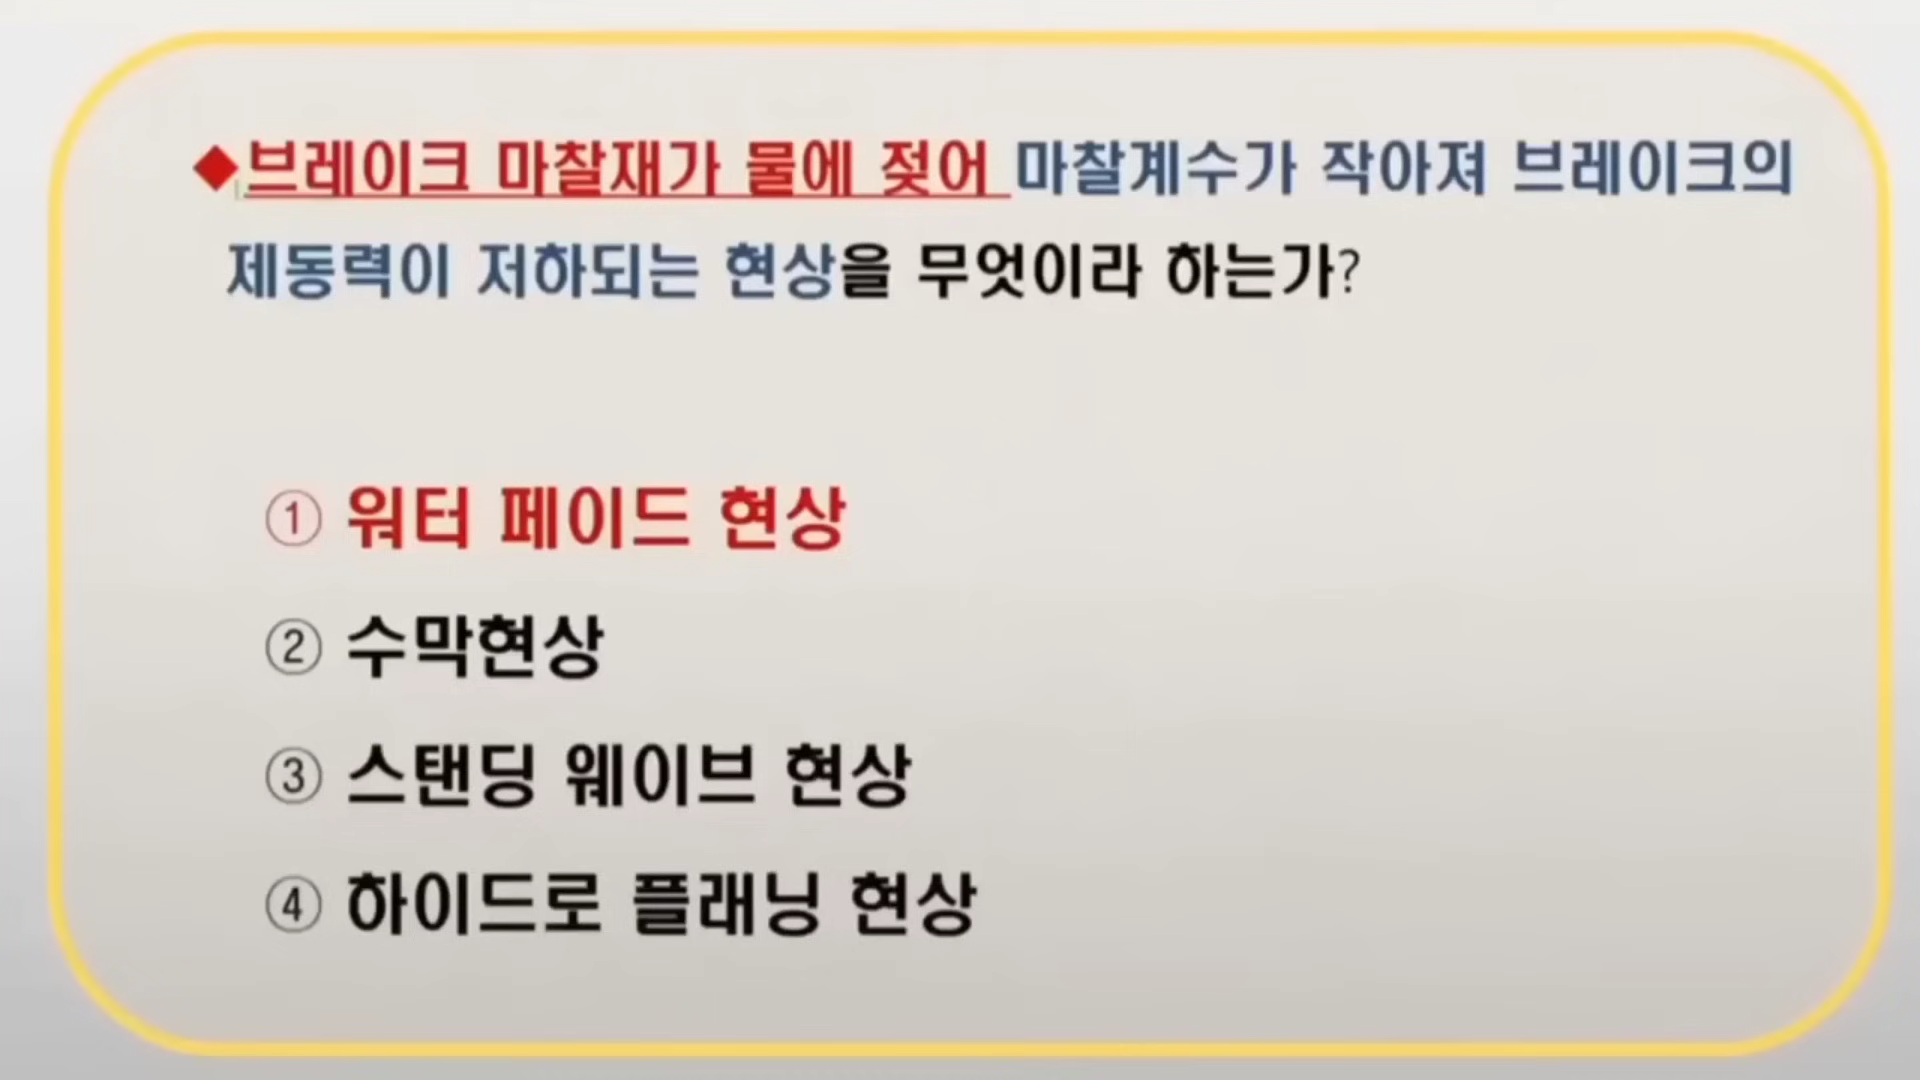 ◆브레이크 마찰재가 물에 젖어 마찰계수가 작아져 브레이크의
제동력이 저하되는 현상을 무엇이라 하는가?
① 워터 페이드 현상
② 수막현상
③ 스탠딩 웨이브 현상
④ 하이드로 플래닝 현상